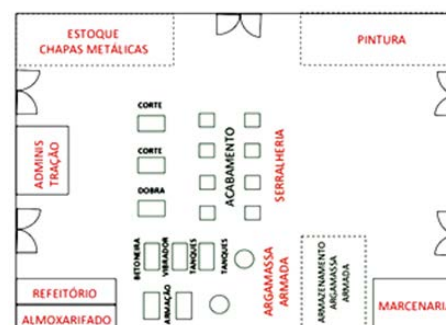 ESTOQUE
CHAPAS METÁLICAS
PINTURA
CORTE
CORTE
DOBRA
ACABAMENTO
SERRALHERIA
ADMINIS
TRAÇÃO
BETONEIRA
VIBRADOR
TANQUES
TANQUES
ARGAMASSA
ARMADA
ARMAZENAMENTO
ARGAMASSA
ARMADA
REFEITÓRIO
ALMOXARIFADO
ARMAÇÃO
MARCENARI